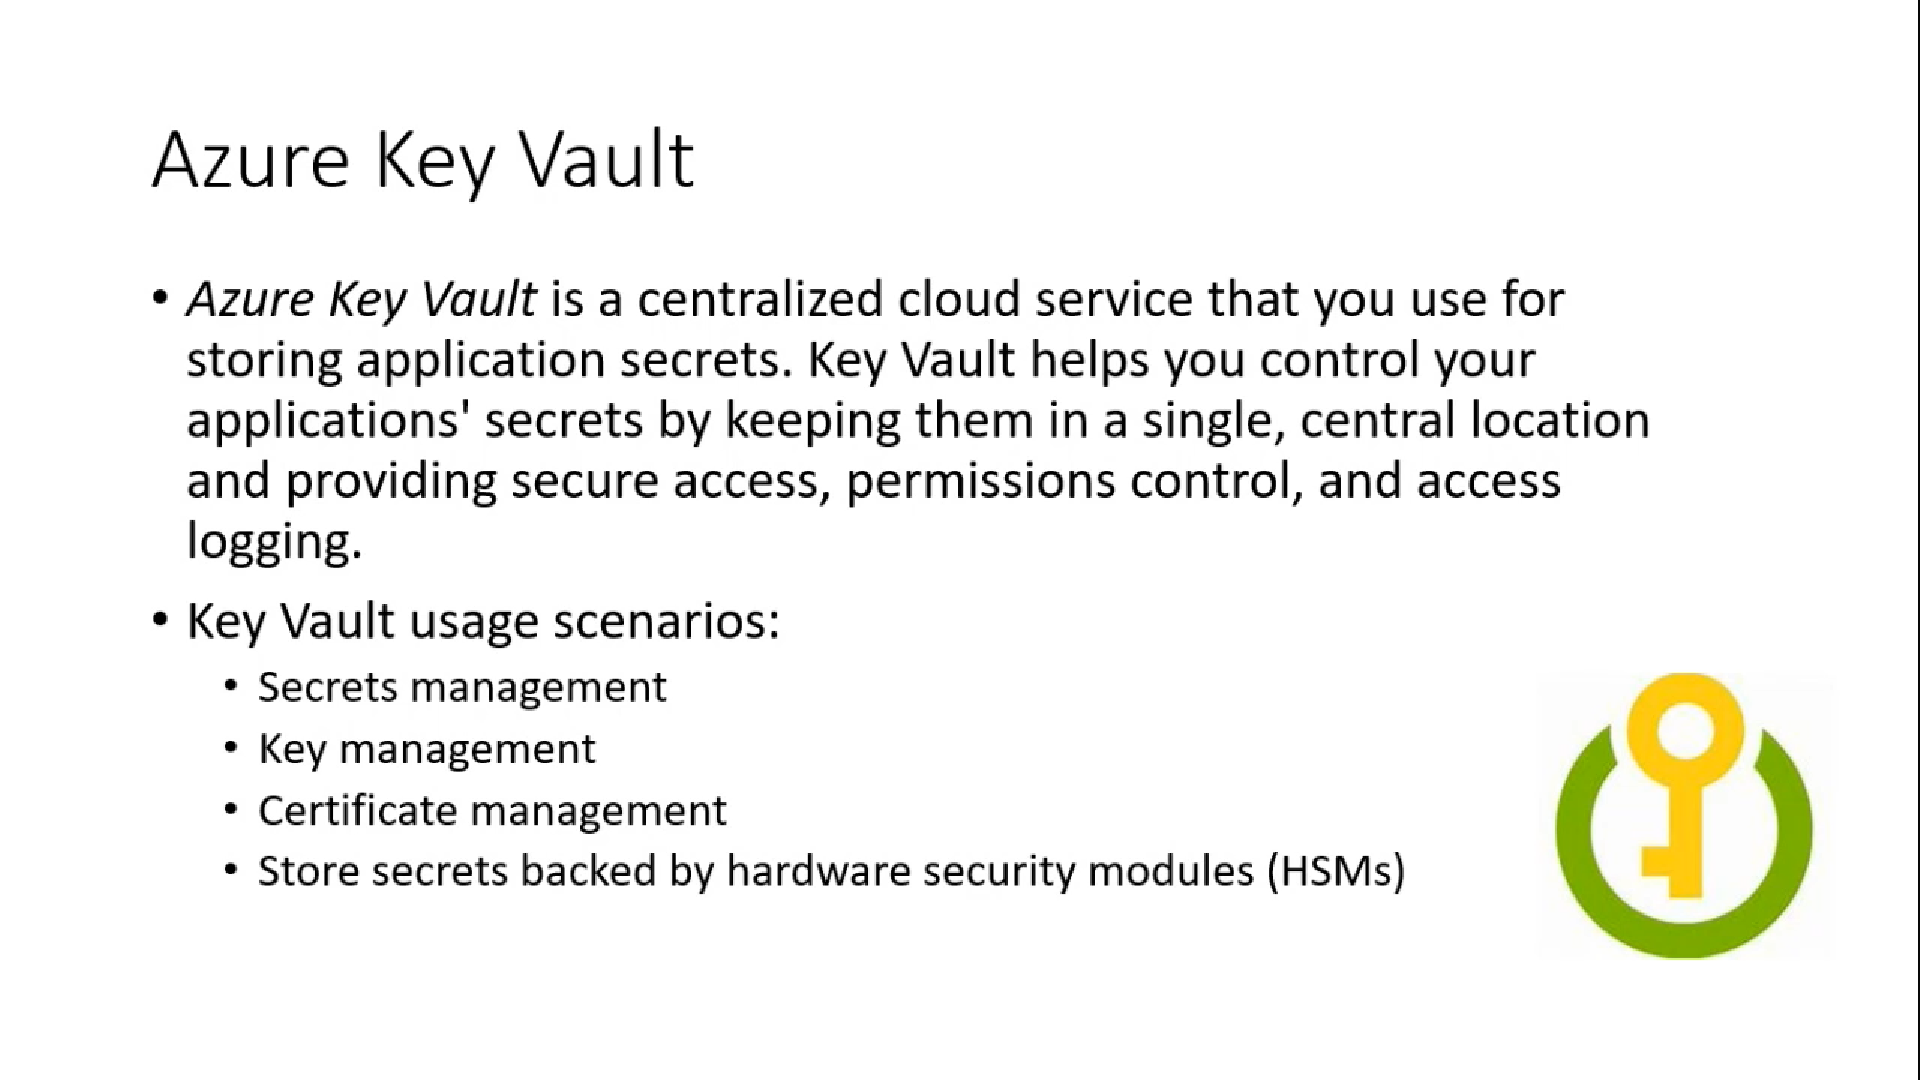 Azure Key Vault
• Azure Key Vault is a centralized cloud service that you use for
storing application secrets. Key Vault helps you control your
applications' secrets by keeping them in a single, central location
and providing secure access, permissions control, and access
logging.
• Key Vault usage scenarios:
• Secrets management
• Key management
• Certificate management
• Store secrets backed by hardware security modules (HSMs)